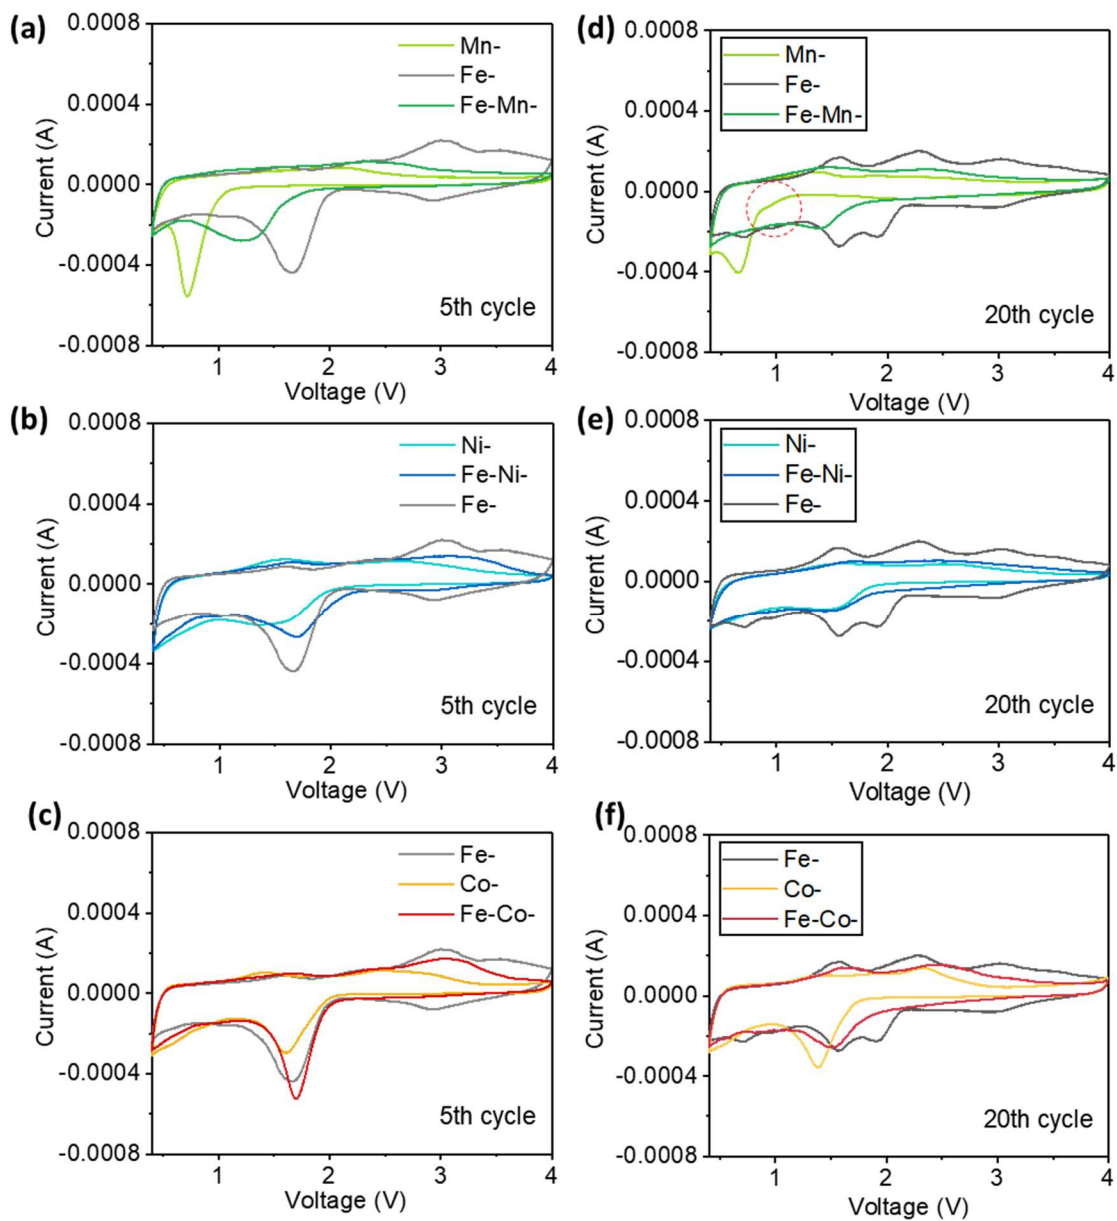 (a)
0.0008
0.0004
0.0000
-0.0004
-0.0008
Current (A)
Mn-
Fe-
Fe-Mn-
5th cycle
1 2 3 4
Voltage (V)
(d)
0.0008
0.0004
0.0000
-0.0004
-0.0008
Current (A)
Mn-
Fe-
Fe-Mn-
20th cycle
1 2 3 4
Voltage (V)
(b)
0.0008
0.0004
0.0000
-0.0004
-0.0008
Current (A)
Ni-
Fe-Ni-
Fe-
5th cycle
1 2 3 4
Voltage (V)
(e)
0.0008
0.0004
0.0000
-0.0004
-0.0008
Current (A)
Ni-
Fe-Ni-
Fe-
20th cycle
1 2 3 4
Voltage (V)
(c)
0.0008
0.0004
0.0000
-0.0004
-0.0008
Current (A)
Fe-
Co-
Fe-Co-
5th cycle
1 2 3 4
Voltage (V)
(f)
0.0008
0.0004
0.0000
-0.0004
-0.0008
Current (A)
Fe-
Co-
Fe-Co-
20th cycle
1 2 3 4
Voltage (V)